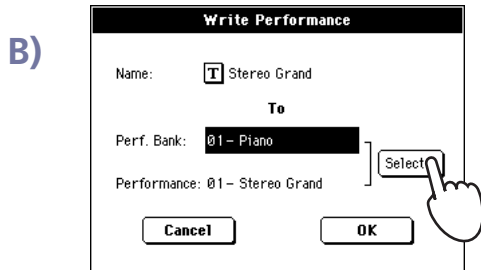 B)
Write Performance
Name: T Stereo Grand
To
Perf. Bank: 01- Piano
Select
Performance: 01- Stereo Grand
Cancel OK